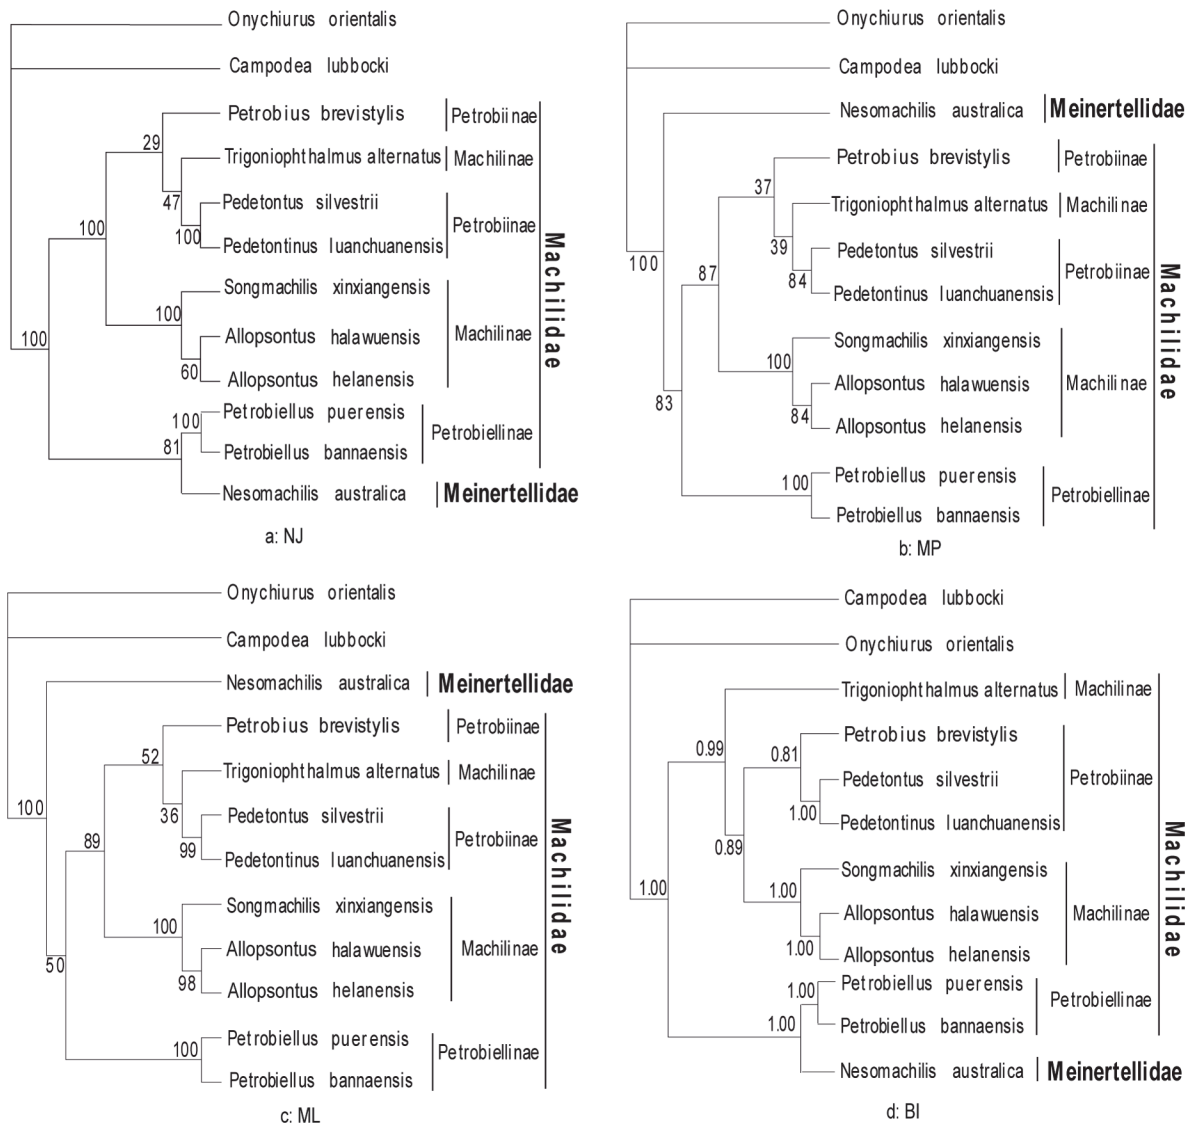 Onychiurus orientalis
Campodea lubbocki
Petrobius brevistylis
Petrobiinae
29
Trigoniophthalmus alternatus
Machilinae
47
Pedetontus silvestrii
100
100
Petrobiinae
Pedetontinus luanchuanensis
Songmachilis xinxiangensis
100
Allopsontus halawuensis
Machilinae
100
60
Allopsontus helanensis
Machilidae
Petrobiellus puerensis
100
Petrobiellinae
81
Petrobiellus bannaensis
Nesomachilis australica
Meinertellidae
a: NJ
Onychiurus orientalis
Campodea lubbocki
Nesomachilis australica
Meinertellidae
Petrobius brevistylis
Petrobiinae
37
Trigoniophthalmus alternatus
Machilinae
39
Pedetontus silvestrii
100
87
84
Petrobiinae
Pedetontinus luanchuanensis
Songmachilis xinxiangensis
100
Allopsontus halawuensis
Machilinae
83
84
Allopsontus helanensis
Machilidae
Petrobiellus puerensis
100
Petrobiellinae
Petrobiellus bannaensis
b: MP
Onychiurus orientalis
Campodea lubbocki
Nesomachilis australica
Meinertellidae
Petrobius brevistylis
Petrobiinae
52
Trigoniophthalmus alternatus
Machilinae
100
36
Pedetontus silvestrii
89
99
Petrobiinae
Pedetontinus luanchuanensis
Songmachilis xinxiangensis
100
Allopsontus halawuensis
Machilinae
50
98
Allopsontus helanensis
Machilidae
Petrobiellus puerensis
100
Petrobiellinae
Petrobiellus bannaensis
c: ML
Campodea lubbocki
Onychiurus orientalis
Trigoniophthalmus alternatus
Machilinae
Petrobius brevistylis
0.99
0.81
Pedetontus silvestrii
Petrobiinae
1.00
Pedetontinus luanchuanensis
0.89
Songmachilis xinxiangensis
1.00
1.00
Allopsontus halawuensis
Machilinae
1.00
Allopsontus helanensis
Machilidae
Petrobiellus puerensis
1.00
Petrobiellinae
1.00
Petrobiellus bannaensis
Nesomachilis australica
Meinertellidae
d: BI